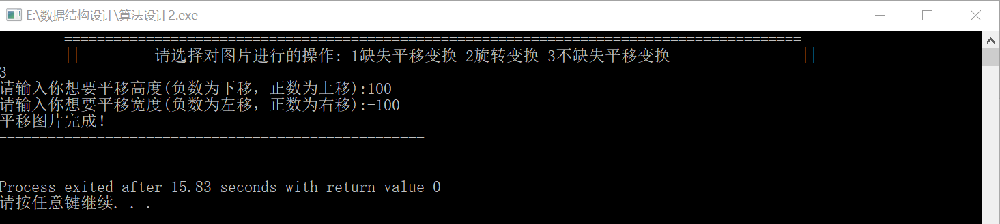 E:\数据结构设计\算法设计2.exe
==========================================================================================
|| 请选择对图片进行的操作: 1缺失平移变换 2旋转变换 3不缺失平移变换 ||
3
请输入你想要平移高度(负数为下移，正数为上移):100
请输入你想要平移宽度(负数为左移，正数为右移):-100
平移图片完成!
----------------------------------------------------
--------------------------------
Process exited after 15.83 seconds with return value 0
请按任意键继续. . .